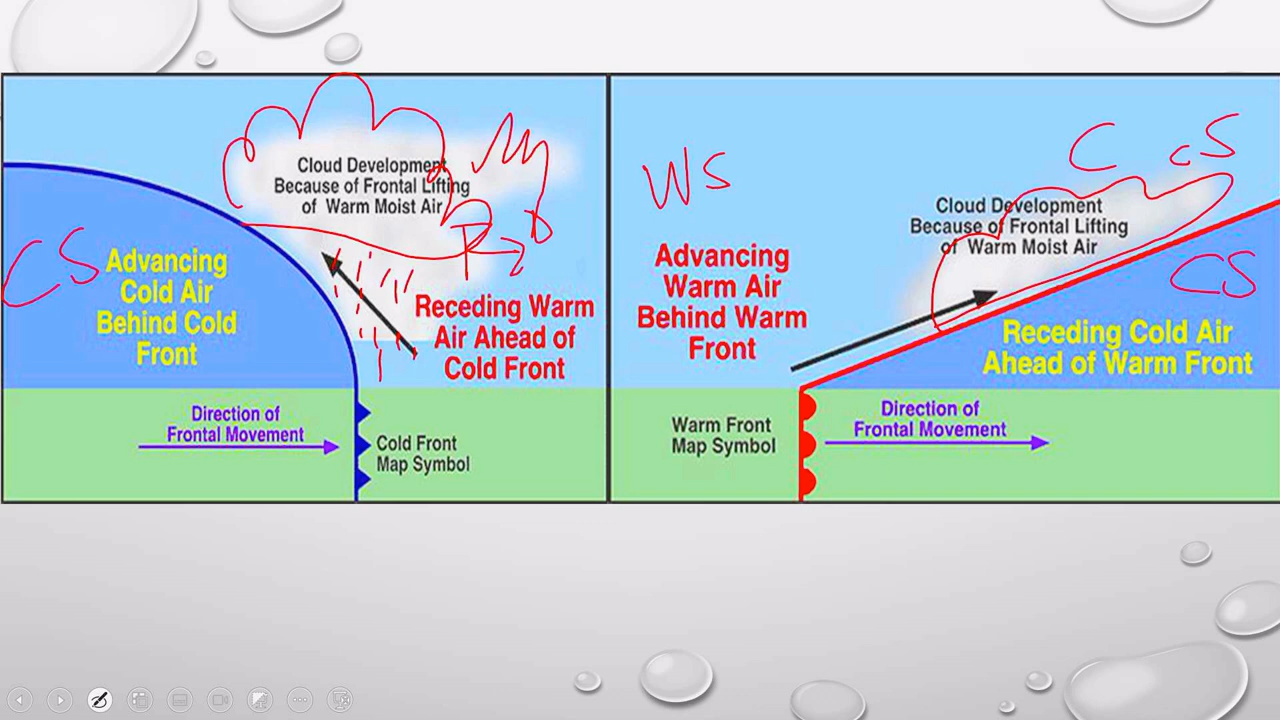 Cloud Development
Because of Frontal Lifting
of Warm Moist Air
CS
Advancing
Cold Air
Behind Cold
Front
Receding Warm
Air Ahead of
Cold Front
Direction of
Frontal Movement
Cold Front
Map Symbol
WS
C CS
Cloud Development
Because of Frontal Lifting
of Warm Moist Air
CS
Advancing
Warm Air
Behind Warm
Front
Receding Cold Air
Ahead of Warm Front
Warm Front
Map Symbol
Direction of
Frontal Movement